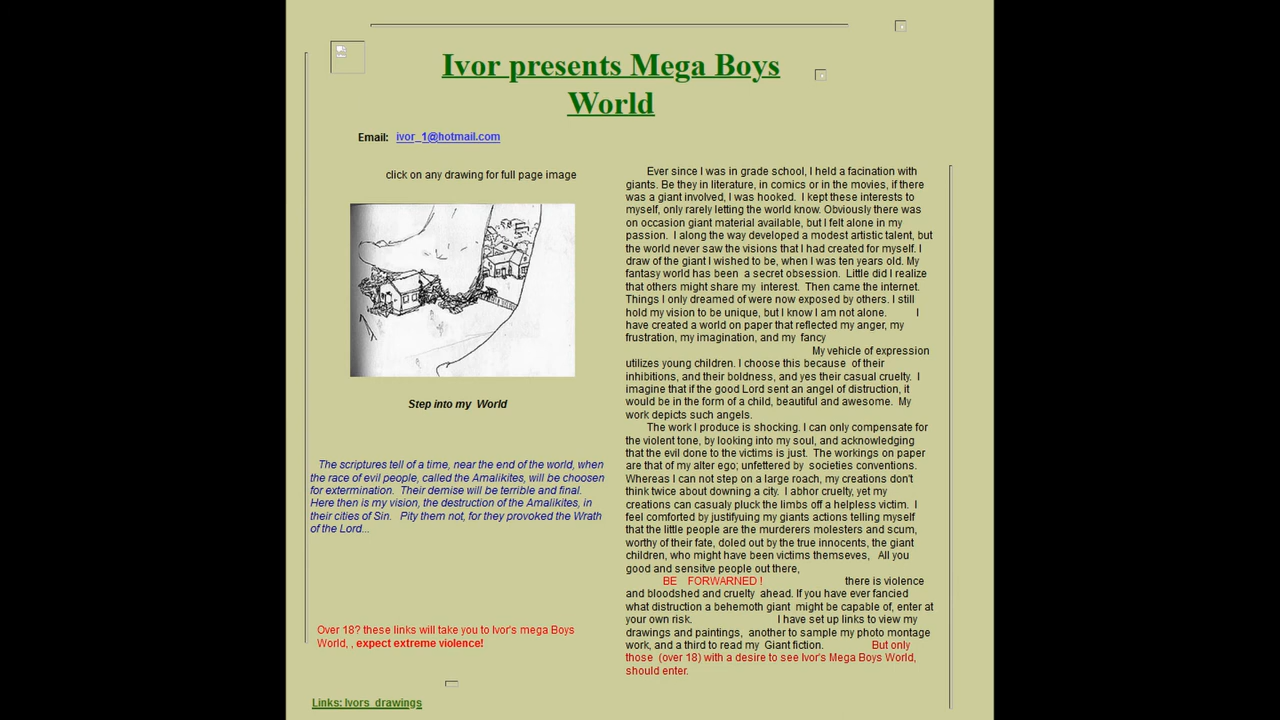 Ivor presents Mega Boys
World
Email: ivor_1@hotmail.com
click on any drawing for full page image
Step into my World
The scriptures tell of a time, near the end of the world, when
the race of evil people, called the Amalikites, will be choosen
for extermination. Their demise will be terrible and final.
Here then is my vision, the destruction of the Amalikites, in
their cities of Sin. Pity them not, for they provoked the Wrath
of the Lord...
Over 18? these links will take you to Ivor's mega Boys
World, , expect extreme violence!
Links: Ivors drawings
Ever since I was in grade school, I held a facination with
giants. Be they in literature, in comics or in the movies, if there
was a giant involved, I was hooked. I kept these interests to
myself, only rarely letting the world know. Obviously there was
on occasion giant material available, but I felt alone in my
passion. I along the way developed a modest artistic talent, but
the world never saw the visions that I had created for myself. I
draw of the giant I wished to be, when I was ten years old. My
fantasy world has been a secret obsession. Little did I realize
that others might share my interest. Then came the internet.
Things I only dreamed of were now exposed by others. I still
hold my vision to be unique, but I know I am not alone. I
have created a world on paper that reflected my anger, my
frustration, my imagination, and my fancy
My vehicle of expression
utilizes young children. I choose this because of their
inhibitions, and their boldness, and yes their casual cruelty. I
imagine that if the good Lord sent an angel of distruction, it
would be in the form of a child, beautiful and awesome. My
work depicts such angels.
The work I produce is shocking. I can only compensate for
the violent tone, by looking into my soul, and acknowledging
that the evil done to the victims is just. The workings on paper
are that of my alter ego; unfettered by societies conventions.
Whereas I can not step on a large roach, my creations don't
think twice about downing a city. I abhor cruelty, yet my
creations can casualy pluck the limbs off a helpless victim. I
feel comforted by justifyuing my giants actions telling myself
that the little people are the murderers molesters and scum,
worthy of their fate, doled out by the true innocents, the giant
children, who might have been victims themseves, All you
good and sensitve people out there,
BE FORWARNED ! there is violence
and bloodshed and cruelty ahead. If you have ever fancied
what distruction a behemoth giant might be capable of, enter at
your own risk. I have set up links to view my
drawings and paintings, another to sample my photo montage
work, and a third to read my Giant fiction. But only
those (over 18) with a desire to see Ivor's Mega Boys World,
should enter.